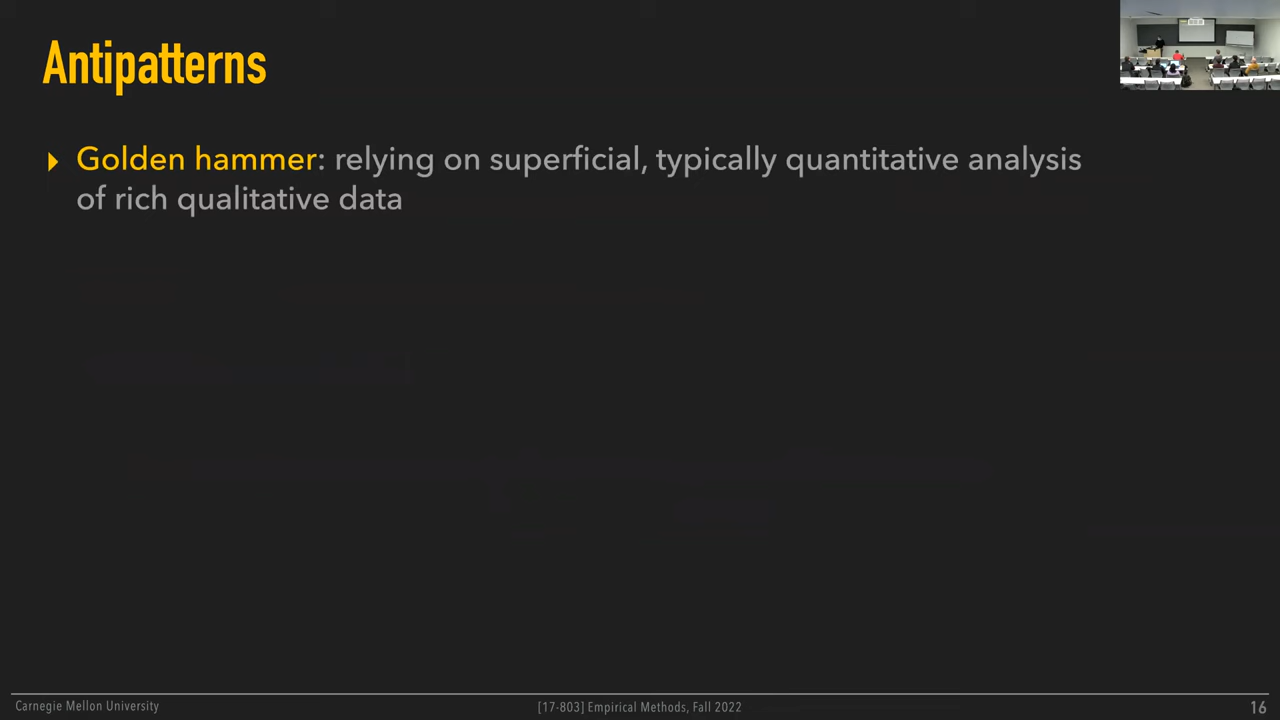 Antipatterns
Golden hammer: relying on superficial, typically quantitative analysis
of rich qualitative data
Carnegie Mellon University
[17-803] Empirical Methods, Fall 2022
16